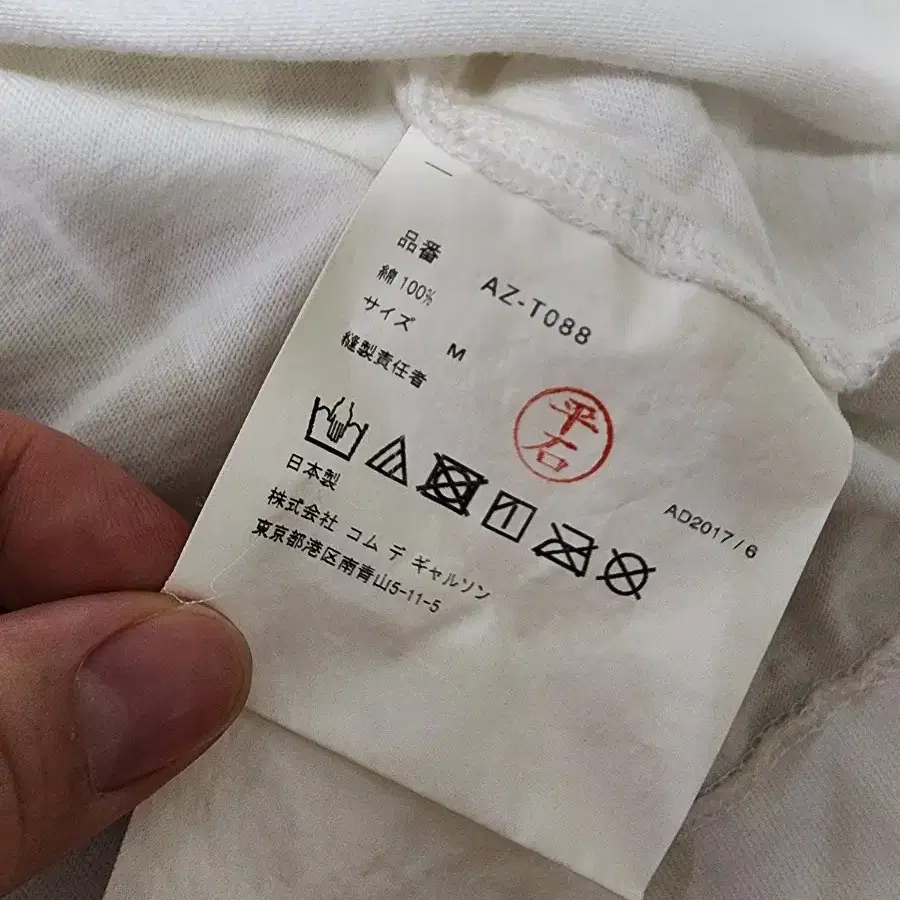 品番 AZ-T088
綿 100%
サイズ M
縫製責任者
平石
AD2017/6
日本製
株式会社 コム デ ギャルソン
東京都港区南青山5-11-5